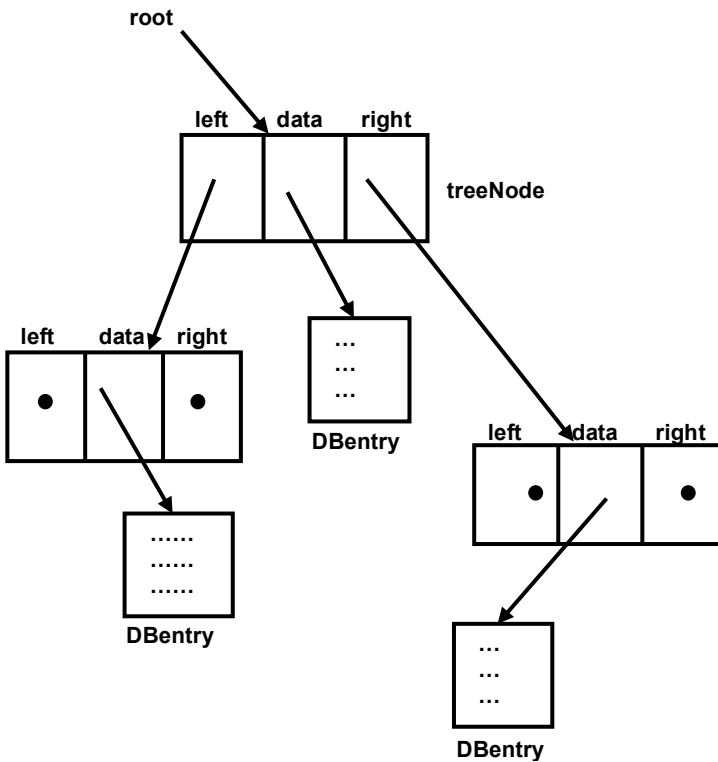 root
left data right
treeNode
left data right
...
...
...
DBentry
left data right
......
......
......
DBentry
...
...
...
DBentry